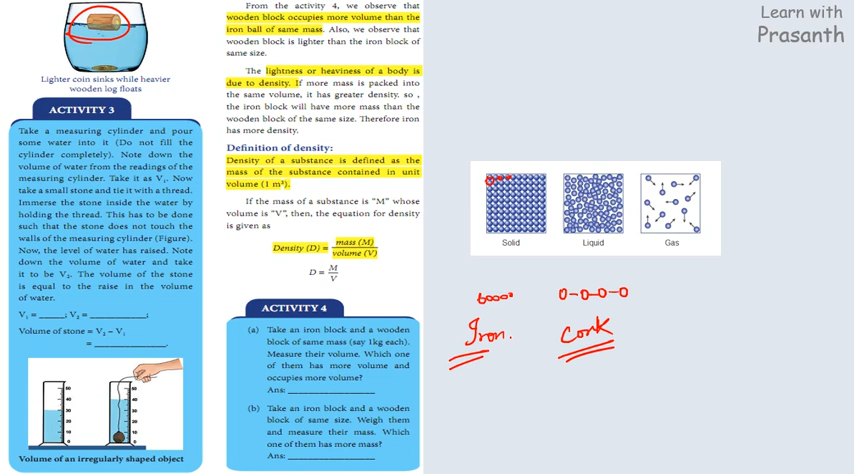 Lighter coin sinks while heavier
wooden log floats
ACTIVITY 3
Take a measuring cylinder and pour
some water into it (Do not fill the
cylinder completely). Note down the
volume of water from the readings of the
measuring cylinder. Take it as V₁. Now
take a small stone and tie it with a thread.
Immerse the stone inside the water by
holding the thread. This has to be done
such that the stone does not touch the
walls of the measuring cylinder (Figure).
Now, the level of water has raised. Note
down the volume of water and take
it to be V₂. The volume of the stone
is equal to the raise in the volume
of water.
V₁ = ______; V₂ = ____________;
Volume of stone = V₂ – V₁
= _______________.
50
40
30
20
10
50
40
30
20
10
Volume of an irregularly shaped object
From the activity 4, we observe that
wooden block occupies more volume than the
iron ball of same mass. Also, we observe that
wooden block is lighter than the iron block of
same size.
The lightness or heaviness of a body is
due to density. If more mass is packed into
the same volume, it has greater density. so ,
the iron block will have more mass than the
wooden block of the same size. Therefore iron
has more density.
Definition of density:
Density of a substance is defined as the
mass of the substance contained in unit
volume (1 m³).
If the mass of a substance is "M" whose
volume is "V", then, the equation for density
is given as
Density (D) = mass (M)
volume (V)
D = M
V
ACTIVITY 4
(a) Take an iron block and a wooden
block of same mass (say 1kg each).
Measure their volume. Which one
of them has more volume and
occupies more volume?
Ans: __________________
(b) Take an iron block and a wooden
block of same size. Weigh them
and measure their mass. Which
one of them has more mass?
Ans: __________________
Learn with
Prasanth
Solid Liquid Gas
Iron. Cork